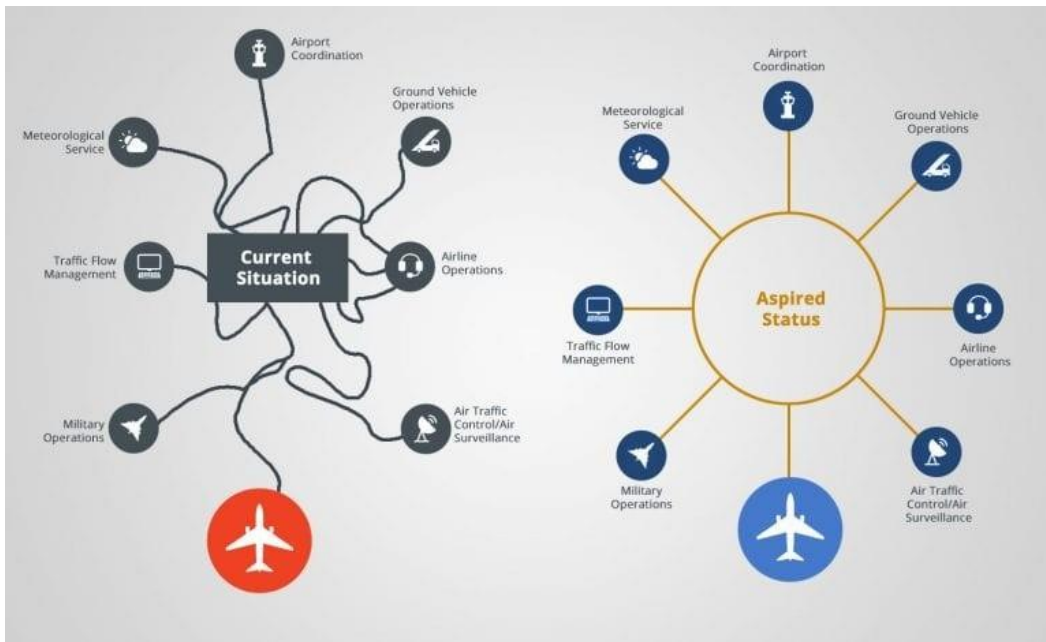 Airport
Coordination
Ground Vehicle
Operations
Meteorological
Service
Current
Situation
Traffic Flow
Management
Airline
Operations
Military
Operations
Air Traffic
Control/Air
Surveillance
Airport
Coordination
Meteorological
Service
Ground Vehicle
Operations
Aspired
Status
Traffic Flow
Management
Airline
Operations
Military
Operations
Air Traffic
Control/Air
Surveillance